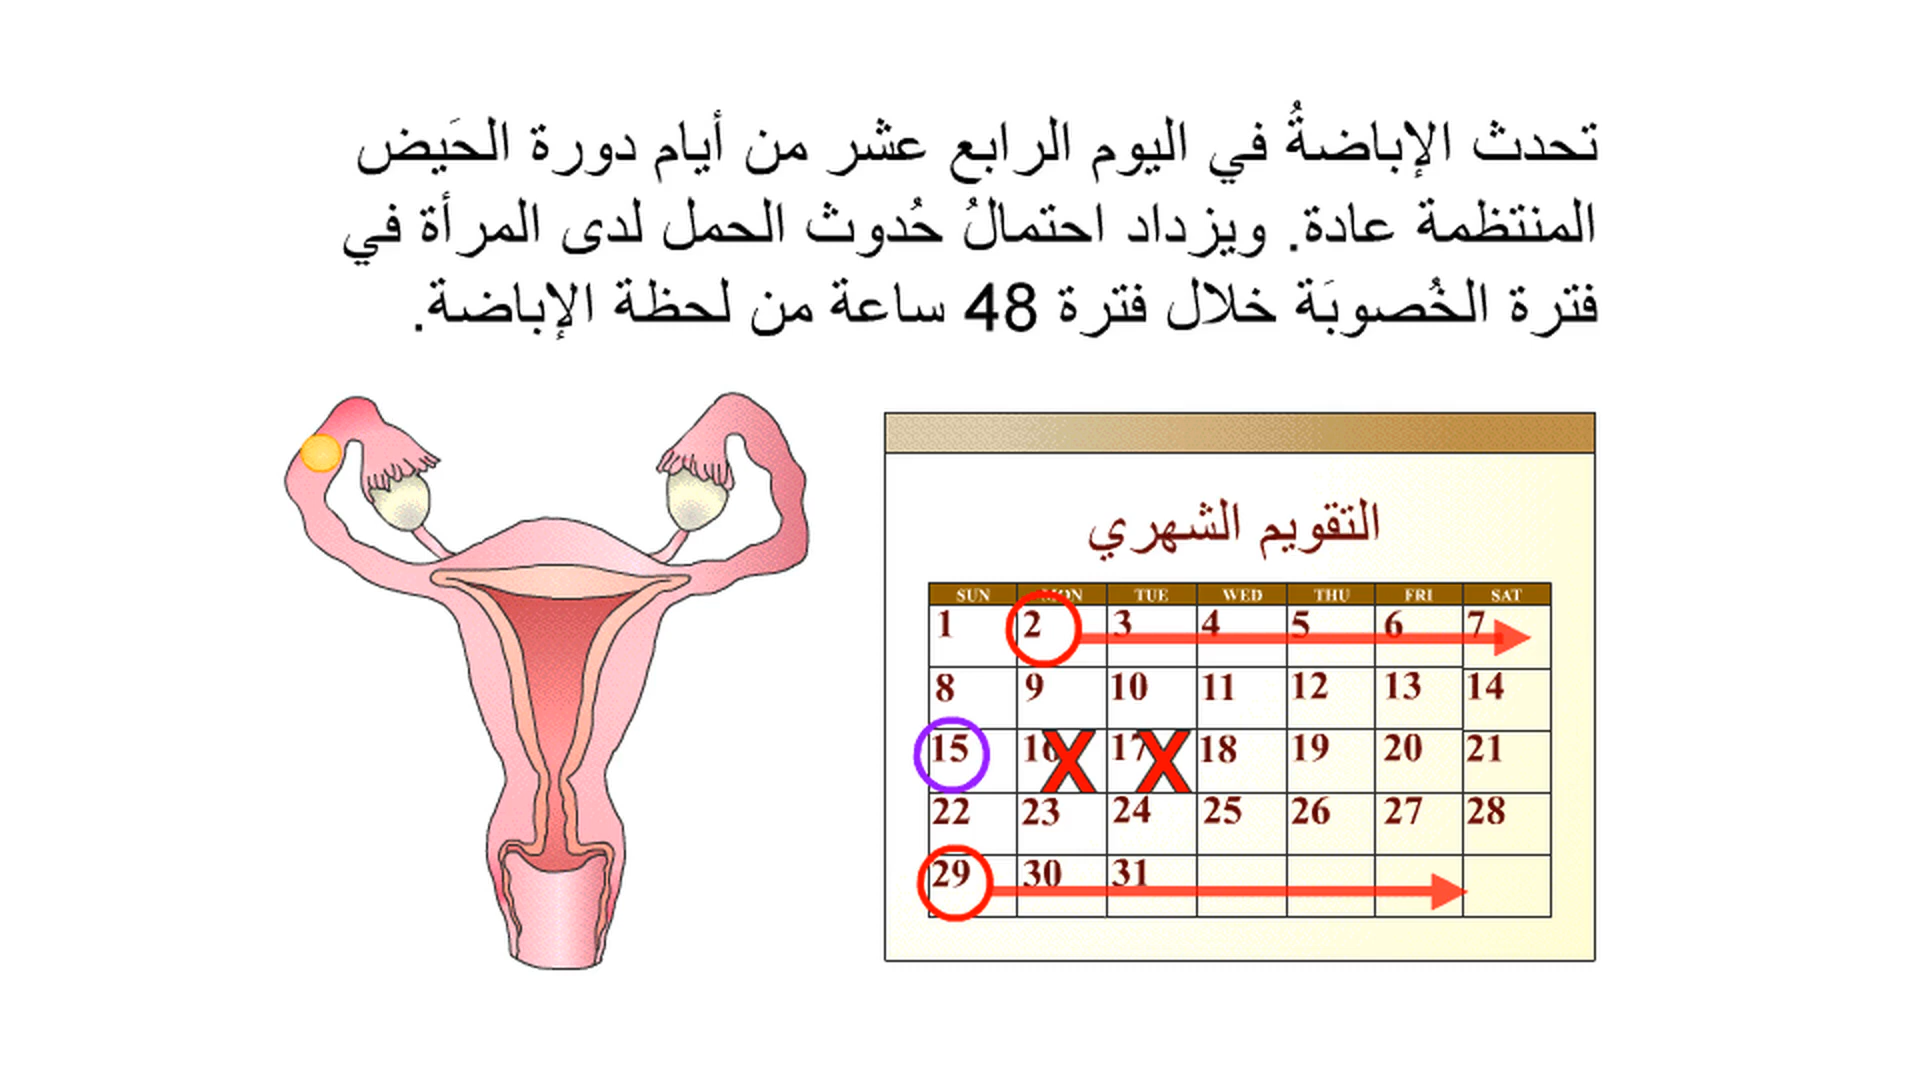 تحدث الإباضةُ في اليوم الرابع عشر من أيام دورة الحَيض
المنتظمة عادة. ويزداد احتمالُ حُدوث الحمل لدى المرأة في
فترة الخُصوبَة خلال فترة 48 ساعة من لحظة الإباضة.
التقويم الشهري
SUN MON TUE WED THU FRI SAT
1 2 3 4 5 6 7
8 9 10 11 12 13 14
15 16 17 18 19 20 21
22 23 24 25 26 27 28
29 30 31